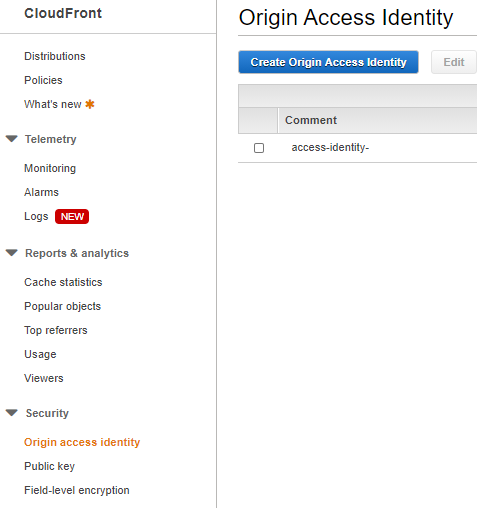 CloudFront
Distributions
Policies
What's new
Telemetry
Monitoring
Alarms
Logs NEW
Reports & analytics
Cache statistics
Popular objects
Top referrers
Usage
Viewers
Security
Origin access identity
Public key
Field-level encryption
Origin Access Identity
Create Origin Access Identity Edit
Comment
access-identity-